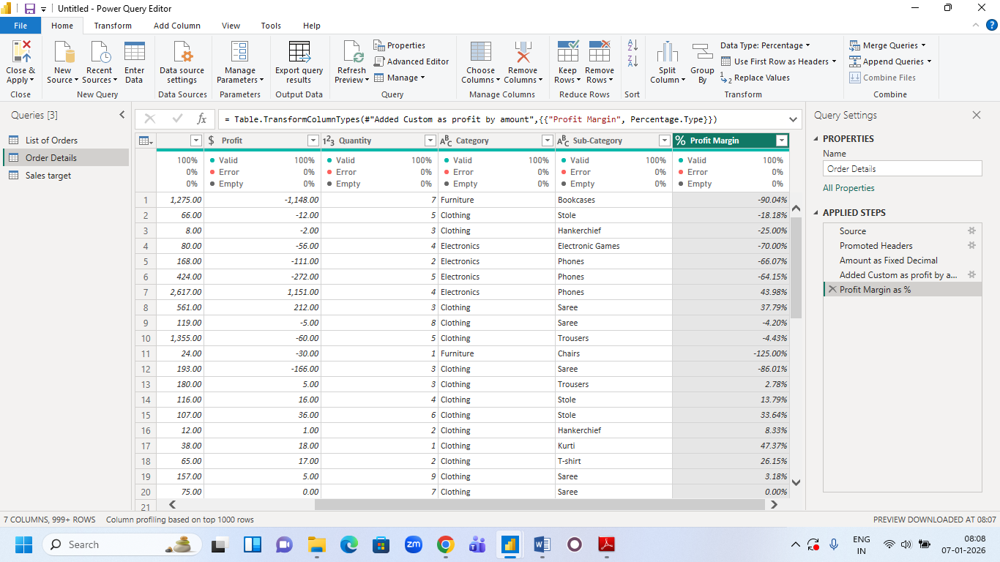 Untitled - Power Query Editor
File Home Transform Add Column View Tools Help
Close & Apply New Source Recent Sources Enter Data Data source settings Manage Parameters Export query results Refresh Preview Properties Advanced Editor Manage Choose Columns Remove Columns Keep Rows Remove Rows Split Column Group By Data Type: Percentage Use First Row as Headers Replace Values Merge Queries Append Queries Combine Files
Close New Query Data Sources Parameters Output Data Query Manage Columns Reduce Rows Sort Transform Combine
Queries [3]
List of Orders
Order Details
Sales target
= Table.TransformColumnTypes(#"Added Custom as profit by amount",{{"Profit Margin", Percentage.Type}})
$ Profit 123 Quantity ABC Category ABC Sub-Category % Profit Margin
100% Valid 100% Valid 100% Valid 100% Valid 100% Valid 100%
0% Error 0% Error 0% Error 0% Error 0% Error 0%
0% Empty 0% Empty 0% Empty 0% Empty 0% Empty 0%
1 1,275.00 -1,148.00 7 Furniture Bookcases -90.04%
2 66.00 -12.00 5 Clothing Stole -18.18%
3 8.00 -2.00 3 Clothing Hankerchief -25.00%
4 80.00 -56.00 4 Electronics Electronic Games -70.00%
5 168.00 -111.00 2 Electronics Phones -66.07%
6 424.00 -272.00 5 Electronics Phones -64.15%
7 2,617.00 1,151.00 4 Electronics Phones 43.98%
8 561.00 212.00 3 Clothing Saree 37.79%
9 119.00 -5.00 8 Clothing Saree -4.20%
10 1,355.00 -60.00 5 Clothing Trousers -4.43%
11 24.00 -30.00 1 Furniture Chairs -125.00%
12 193.00 -166.00 3 Clothing Saree -86.01%
13 180.00 5.00 3 Clothing Trousers 2.78%
14 116.00 16.00 4 Clothing Stole 13.79%
15 107.00 36.00 6 Clothing Stole 33.64%
16 12.00 1.00 2 Clothing Hankerchief 8.33%
17 38.00 18.00 1 Clothing Kurti 47.37%
18 65.00 17.00 2 Clothing T-shirt 26.15%
19 157.00 5.00 9 Clothing Saree 3.18%
20 75.00 0.00 7 Clothing Saree 0.00%
21
Query Settings
PROPERTIES
Name
Order Details
All Properties
APPLIED STEPS
Source
Promoted Headers
Amount as Fixed Decimal
Added Custom as profit by a...
Profit Margin as %
7 COLUMNS, 999+ ROWS Column profiling based on top 1000 rows PREVIEW DOWNLOADED AT 08:07
Search zm ENG IN 08:08 07-01-2026